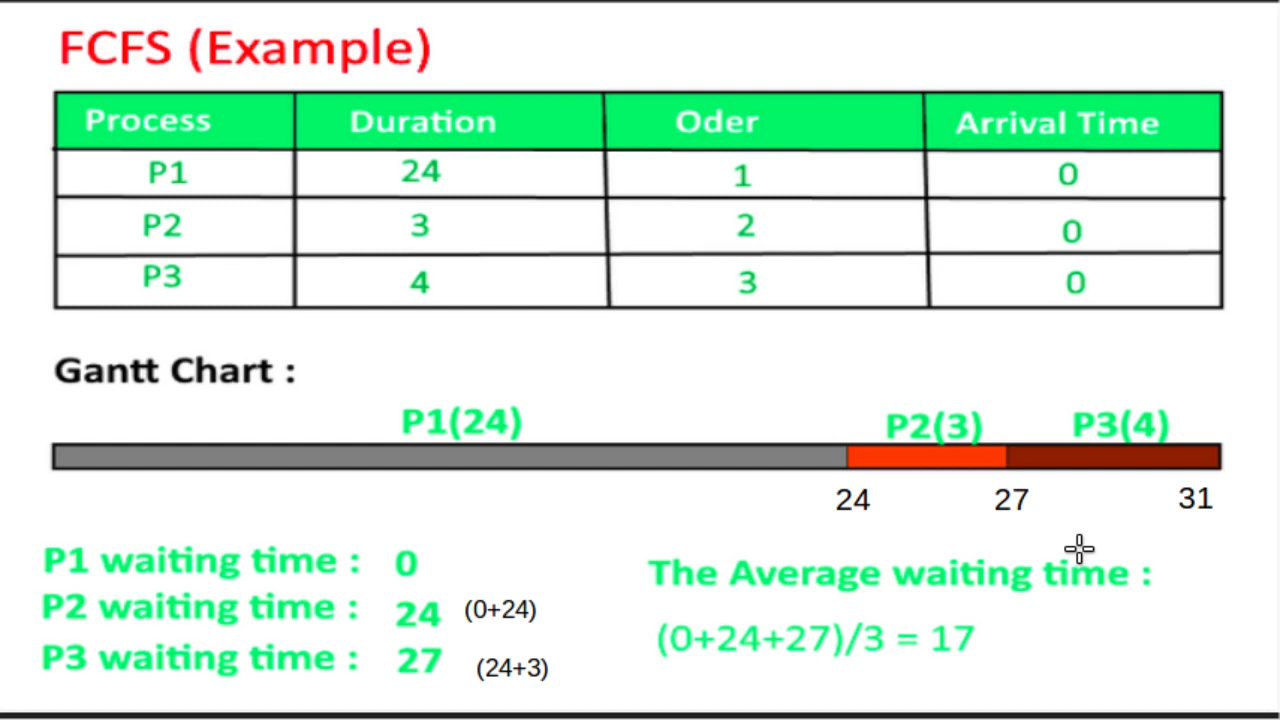 FCFS (Example)
Process Duration Oder Arrival Time
P1 24 1 0
P2 3 2 0
P3 4 3 0
Gantt Chart :
P1(24) P2(3) P3(4)
24 27 31
P1 waiting time : 0
P2 waiting time : 24 (0+24)
P3 waiting time : 27 (24+3)
The Average waiting time :
(0+24+27)/3 = 17